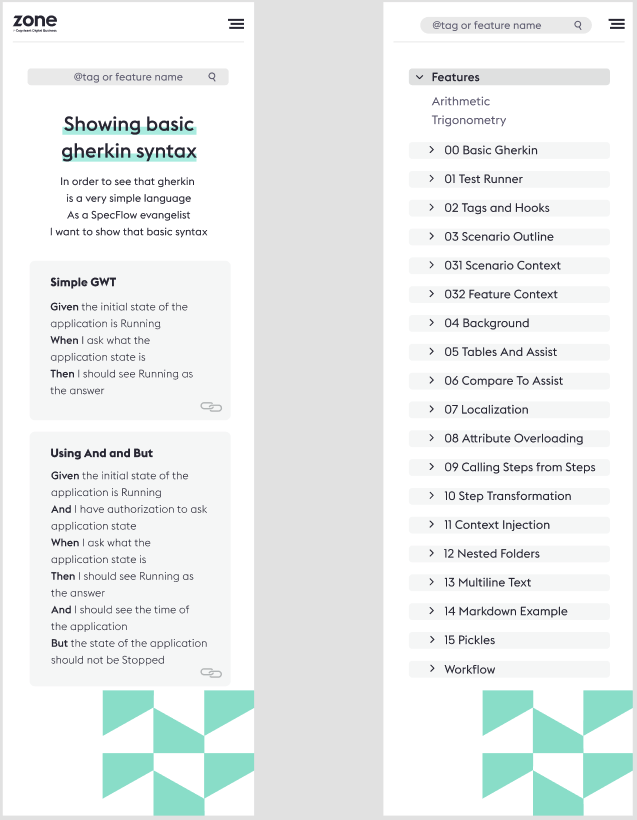 zone
Cognizant Digital Business
@tag or feature name
Showing basic
gherkin syntax
In order to see that gherkin
is a very simple language
As a SpecFlow evangelist
I want to show that basic syntax
Simple GWT
Given the initial state of the
application is Running
When I ask what the
application state is
Then I should see Running as
the answer
Using And and But
Given the initial state of the
application is Running
And I have authorization to ask
application state
When I ask what the
application state is
Then I should see Running as
the answer
And I should see the time of
the application
But the state of the application
should not be Stopped
@tag or feature name
Features
Arithmetic
Trigonometry
00 Basic Gherkin
01 Test Runner
02 Tags and Hooks
03 Scenario Outline
031 Scenario Context
032 Feature Context
04 Background
05 Tables And Assist
06 Compare To Assist
07 Localization
08 Attribute Overloading
09 Calling Steps from Steps
10 Step Transformation
11 Context Injection
12 Nested Folders
13 Multiline Text
14 Markdown Example
15 Pickles
Workflow